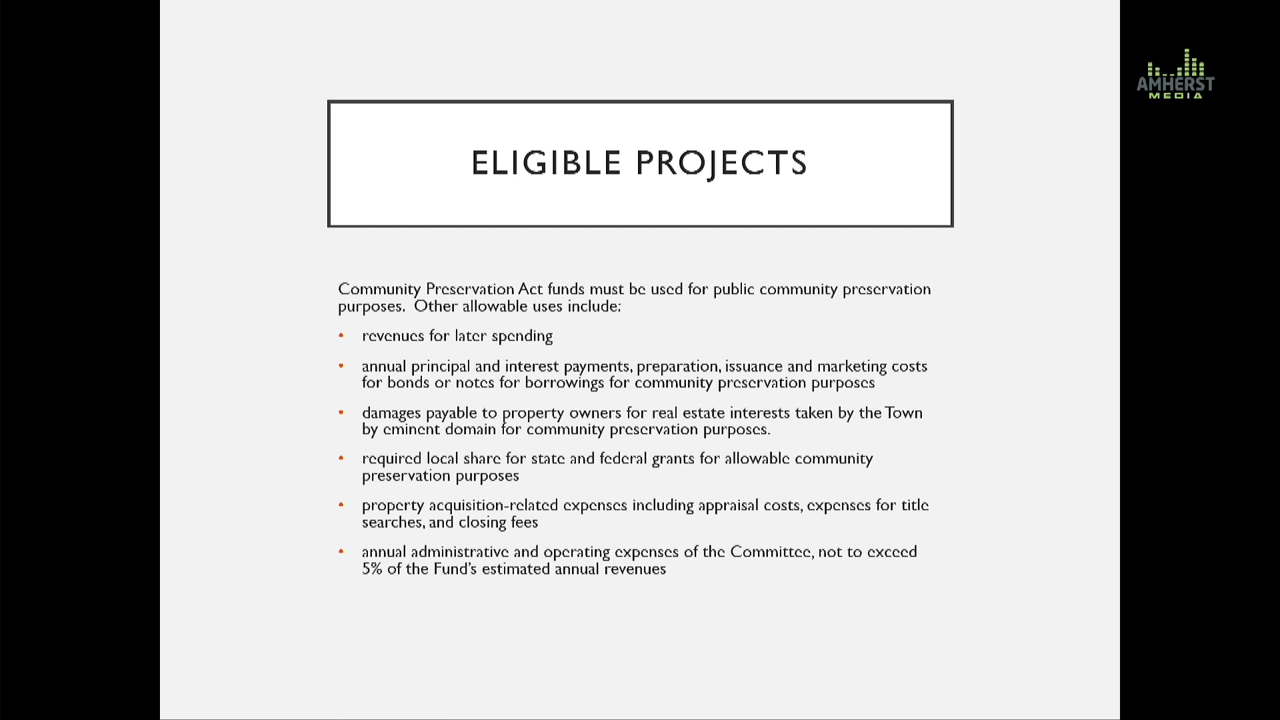 AMHERST
MEDIA
ELIGIBLE PROJECTS
Community Preservation Act funds must be used for public community preservation
purposes. Other allowable uses include:
• revenues for later spending
• annual principal and interest payments, preparation, issuance and marketing costs
for bonds or notes for borrowings for community preservation purposes
• damages payable to property owners for real estate interests taken by the Town
by eminent domain for community preservation purposes.
• required local share for state and federal grants for allowable community
preservation purposes
• property acquisition-related expenses including appraisal costs, expenses for title
searches, and closing fees
• annual administrative and operating expenses of the Committee, not to exceed
5% of the Fund's estimated annual revenues